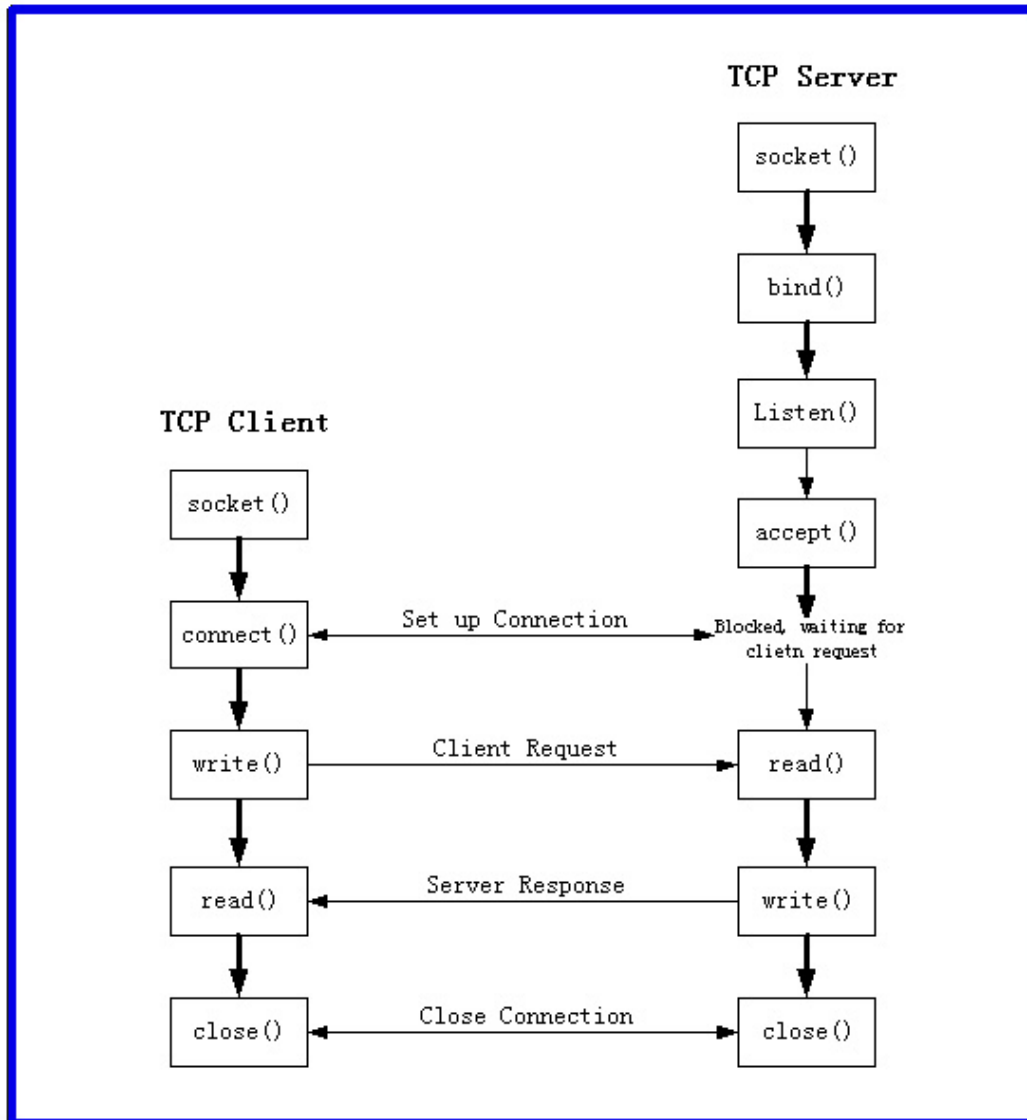 TCP Server
socket()
bind()
Listen()
TCP Client
socket()
accept()
connect()
Set up Connection
Blocked, waiting for
clietn request
write()
Client Request
read()
read()
Server Response
write()
close()
Close Connection
close()